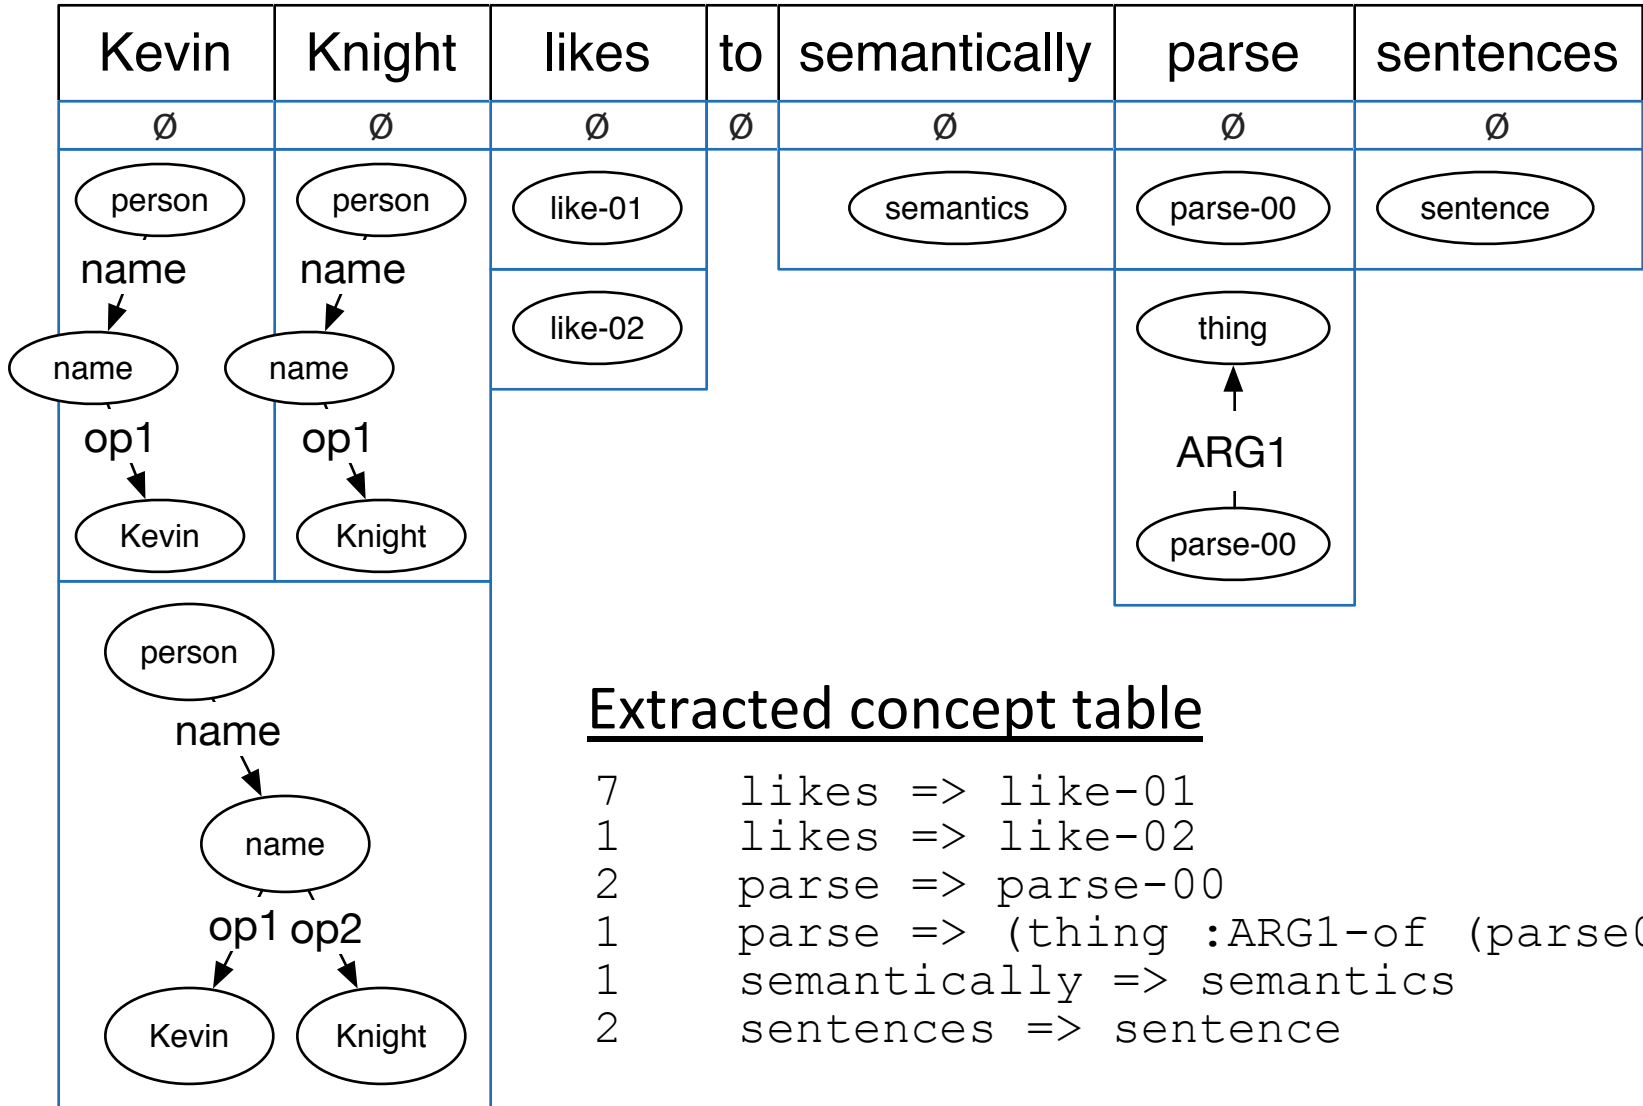 Kevin Knight likes to semantically parse sentences
Ø Ø Ø Ø Ø Ø Ø
person person like-01 semantics parse-00 sentence
name name
like-02 thing
name name
op1 op1 ARG1
Kevin Knight parse-00
person
name
name
op1 op2
Kevin Knight
Extracted concept table
7 likes => like-01
1 likes => like-02
2 parse => parse-00
1 parse => (thing :ARG1-of (parse
1 semantically => semantics
2 sentences => sentence